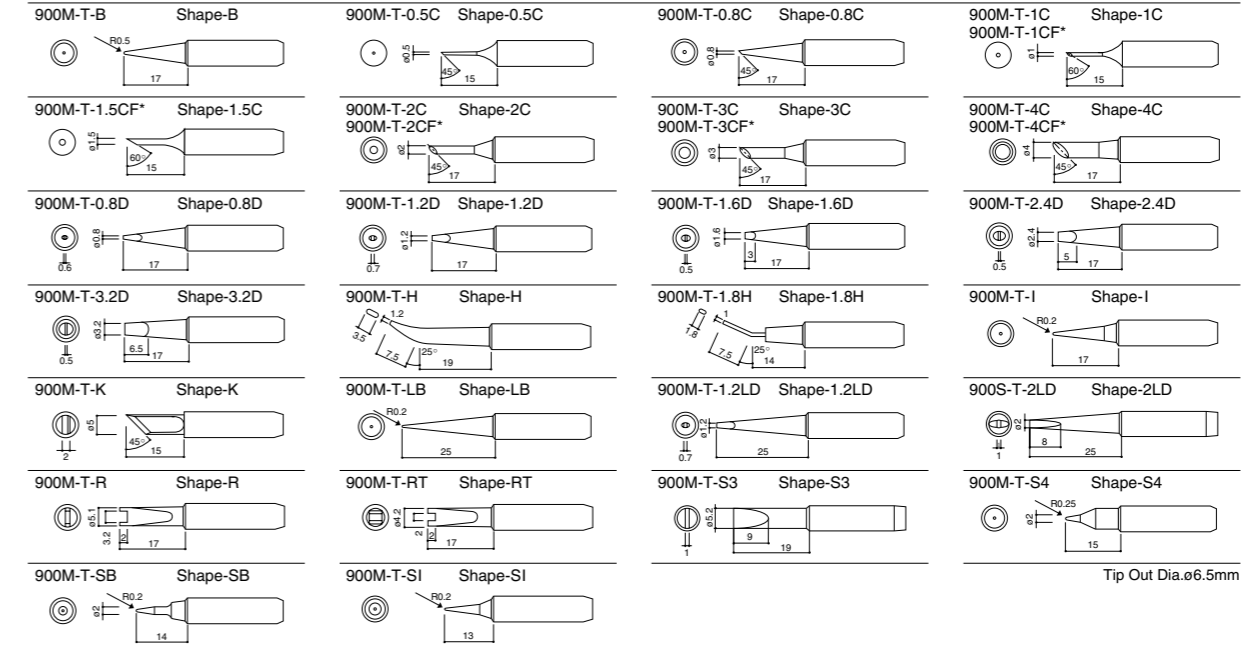 900M-T-B Shape-B
R0.5
17
900M-T-0.5C Shape-0.5C
ø0.5
45°
15
900M-T-0.8C Shape-0.8C
ø0.8
45°
17
900M-T-1C Shape-1C
900M-T-1CF*
ø1
60°
15
900M-T-1.5CF* Shape-1.5C
ø1.5
60°
15
900M-T-2C Shape-2C
900M-T-2CF*
ø2
45°
17
900M-T-3C Shape-3C
900M-T-3CF*
ø3
45°
17
900M-T-4C Shape-4C
900M-T-4CF*
ø4
45°
17
900M-T-0.8D Shape-0.8D
ø0.8
0.6
17
900M-T-1.2D Shape-1.2D
ø1.2
0.7
17
900M-T-1.6D Shape-1.6D
ø1.6
3
0.5
17
900M-T-2.4D Shape-2.4D
ø2.4
5
0.5
17
900M-T-3.2D Shape-3.2D
ø3.2
6.5
0.5
17
900M-T-H Shape-H
1.2
3.5
7.5
25°
19
900M-T-1.8H Shape-1.8H
1
1.8
7.5
25°
14
900M-T-I Shape-I
R0.2
17
900M-T-K Shape-K
ø5
45°
2
15
900M-T-LB Shape-LB
R0.2
25
900M-T-1.2LD Shape-1.2LD
ø1.2
0.7
25
900S-T-2LD Shape-2LD
ø2
8
1
25
900M-T-R Shape-R
ø5.1
3.2
2
17
900M-T-RT Shape-RT
ø4.2
2
2
17
900M-T-S3 Shape-S3
ø5.2
9
1
19
900M-T-S4 Shape-S4
R0.25
ø2
15
900M-T-SB Shape-SB
R0.2
ø2
14
900M-T-SI Shape-SI
R0.2
13
Tip Out Dia.ø6.5mm